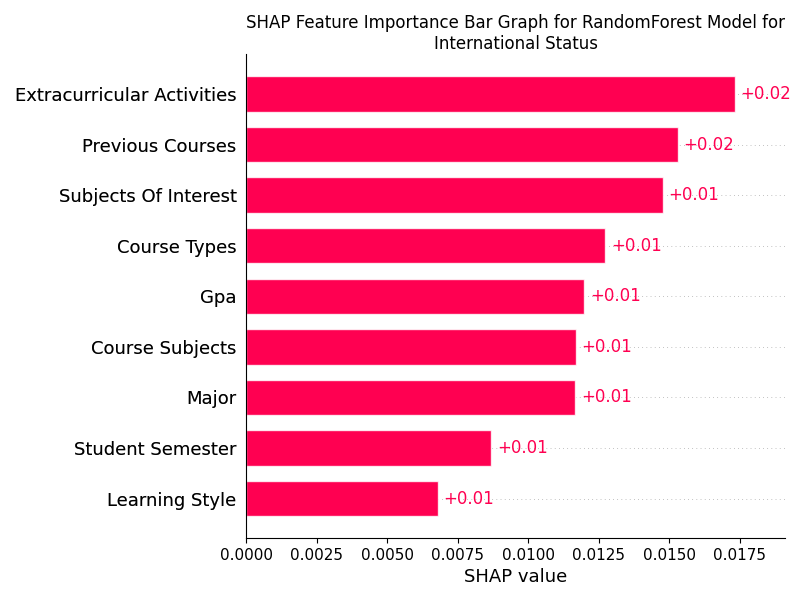 SHAP Feature Importance Bar Graph for RandomForest Model for
International Status
Extracurricular Activities +0.02
Previous Courses +0.02
Subjects Of Interest +0.01
Course Types +0.01
Gpa +0.01
Course Subjects +0.01
Major +0.01
Student Semester +0.01
Learning Style +0.01
0.0000 0.0025 0.0050 0.0075 0.0100 0.0125 0.0150 0.0175
SHAP value